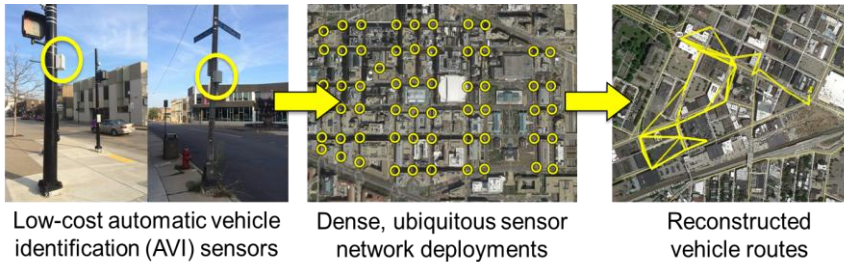 Low-cost automatic vehicle
identification (AVI) sensors
Dense, ubiquitous sensor
network deployments
Reconstructed
vehicle routes